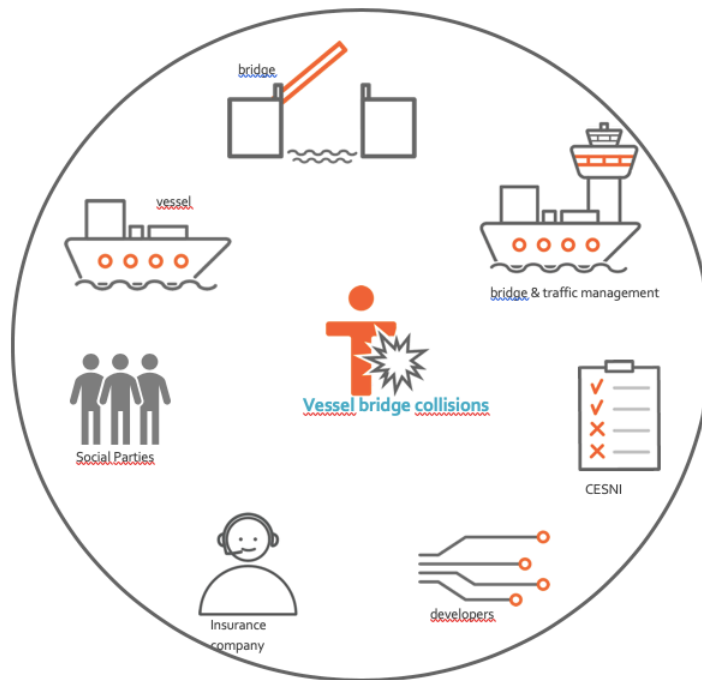 bridge
vessel
bridge & traffic management
Vessel bridge collisions
Social Parties
CESNI
developers
Insurance
company